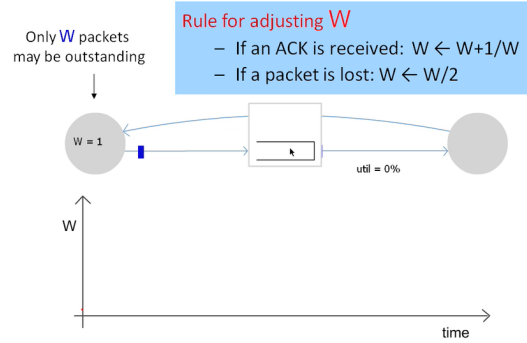 Only W packets
may be outstanding
Rule for adjusting W
– If an ACK is received: W ← W+1/W
– If a packet is lost: W ← W/2
W = 1
util = 0%
W
time